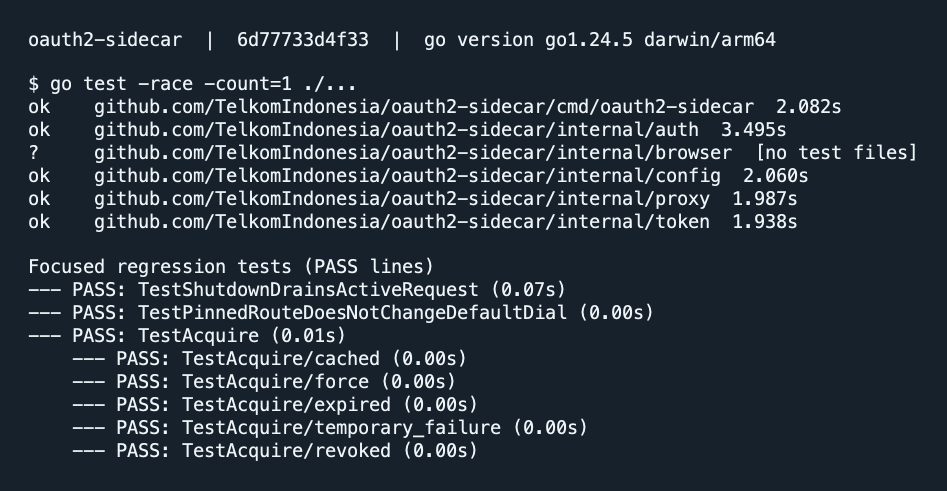 oauth2-sidecar  |  6d77733d4f33  |  go version go1.24.5 darwin/arm64
$ go test -race -count=1 ./...
ok    github.com/TelkomIndonesia/oauth2-sidecar/cmd/oauth2-sidecar  2.082s
ok    github.com/TelkomIndonesia/oauth2-sidecar/internal/auth  3.495s
?     github.com/TelkomIndonesia/oauth2-sidecar/internal/browser  [no test files]
ok    github.com/TelkomIndonesia/oauth2-sidecar/internal/config  2.060s
ok    github.com/TelkomIndonesia/oauth2-sidecar/internal/proxy  1.987s
ok    github.com/TelkomIndonesia/oauth2-sidecar/internal/token  1.938s
Focused regression tests (PASS lines)
--- PASS: TestShutdownDrainsActiveRequest (0.07s)
--- PASS: TestPinnedRouteDoesNotChangeDefaultDial (0.00s)
--- PASS: TestAcquire (0.01s)
    --- PASS: TestAcquire/cached (0.00s)
    --- PASS: TestAcquire/force (0.00s)
    --- PASS: TestAcquire/expired (0.00s)
    --- PASS: TestAcquire/temporary_failure (0.00s)
    --- PASS: TestAcquire/revoked (0.00s)